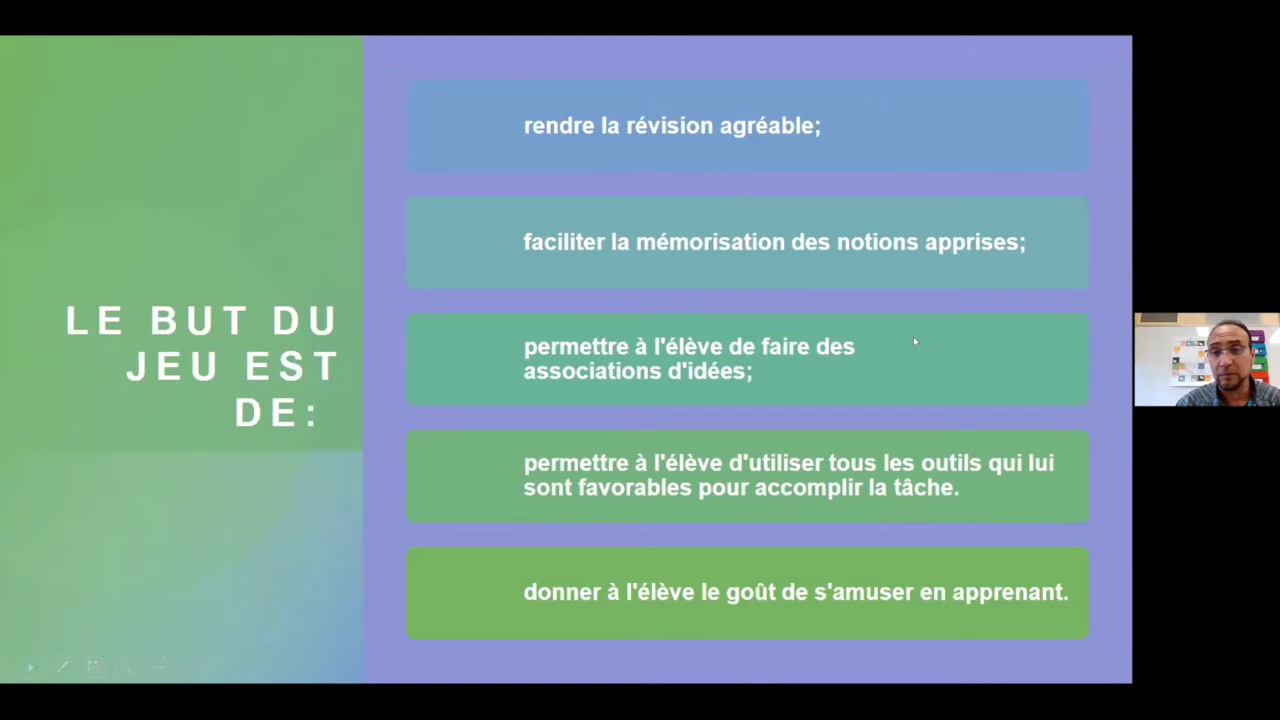 LE BUT DU
JEU EST
DE:
rendre la révision agréable;
faciliter la mémorisation des notions apprises;
permettre à l'élève de faire des
associations d'idées;
permettre à l'élève d'utiliser tous les outils qui lui
sont favorables pour accomplir la tâche.
donner à l'élève le goût de s'amuser en apprenant.